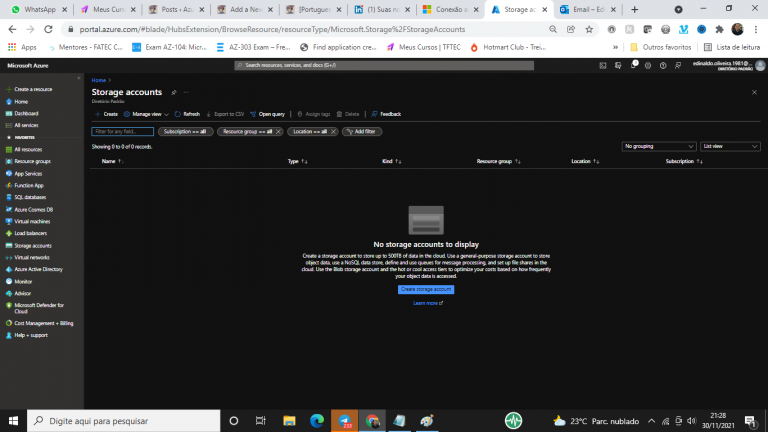 WhatsApp
Meus Curs
Posts ‹ Az
Add a New
[Portugues
(1) Suas no
Conexão a
Storage ac
Email – Edi
portal.azure.com/#blade/HubsExtension/BrowseResource/resourceType/Microsoft.Storage%2FStorageAccounts
Apps
Mentores - FATEC C...
Exam AZ-104: Micr...
AZ-303 Exam – Fre...
Find application cre...
Meus Cursos | TFTEC
Hotmart Club - Trei...
Outros favoritos
Lista de leitura
Microsoft Azure
Search resources, services, and docs (G+/)
edinaldo.oliveira.1981@...
DIRETÓRIO PADRÃO
Create a resource
Home
Dashboard
All services
FAVORITES
All resources
Resource groups
App Services
Function App
SQL databases
Azure Cosmos DB
Virtual machines
Load balancers
Storage accounts
Virtual networks
Azure Active Directory
Monitor
Advisor
Microsoft Defender for
Cloud
Cost Management + Billing
Help + support
Home
Storage accounts
Diretório Padrão
Create
Manage view
Refresh
Export to CSV
Open query
Assign tags
Delete
Feedback
Filter for any field...
Subscription == all
Resource group == all
Location == all
Add filter
Showing 0 to 0 of 0 records.
No grouping
List view
Name
Type
Kind
Resource group
Location
Subscription
No storage accounts to display
Create a storage account to store up to 500TB of data in the cloud. Use a general-purpose storage account to store
object data, use a NoSQL data store, define and use queues for message processing, and set up file shares in the
cloud. Use the Blob storage account and the hot or cool access tiers to optimize your costs based on how frequently
your object data is accessed.
Create storage account
Learn more
Digite aqui para pesquisar
23°C Parc. nublado
21:28
30/11/2021